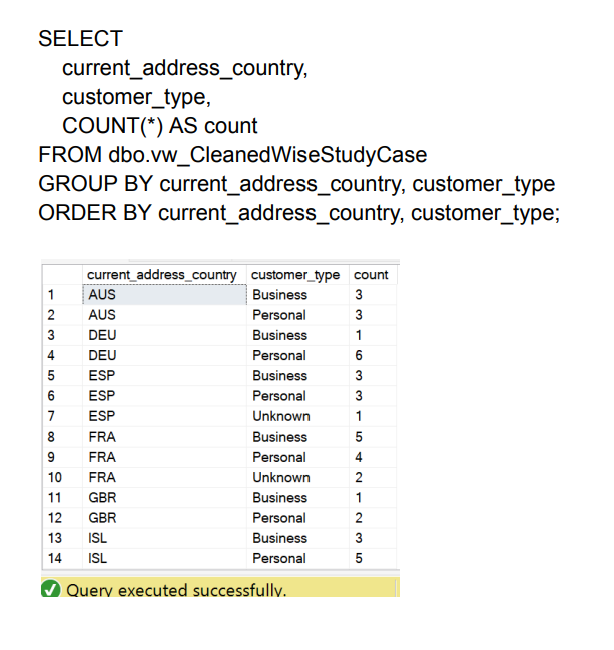 SELECT
current_address_country,
customer_type,
COUNT(*) AS count
FROM dbo.vw_CleanedWiseStudyCase
GROUP BY current_address_country, customer_type
ORDER BY current_address_country, customer_type;
current_address_country customer_type count
1 AUS Business 3
2 AUS Personal 3
3 DEU Business 1
4 DEU Personal 6
5 ESP Business 3
6 ESP Personal 3
7 ESP Unknown 1
8 FRA Business 5
9 FRA Personal 4
10 FRA Unknown 2
11 GBR Business 1
12 GBR Personal 2
13 ISL Business 3
14 ISL Personal 5
Query executed successfully.